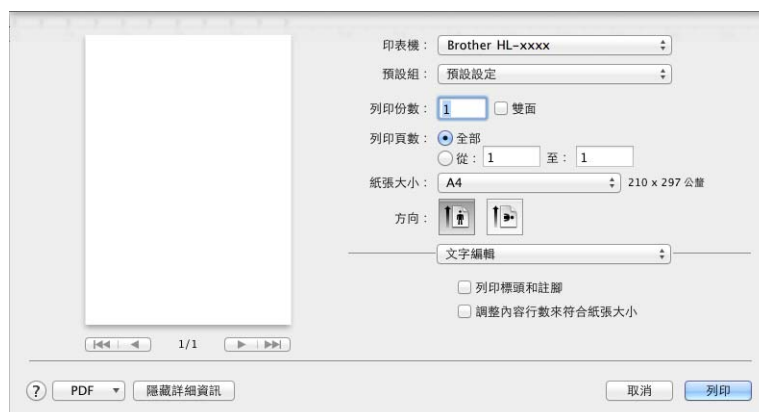 印表機： Brother HL-xxxx
預設組： 預設設定
列印份數： 1 雙面
列印頁數： 全部
從： 1 至： 1
紙張大小： A4 210 x 297 公釐
方向：
文字編輯
列印標頭和註腳
調整內容行數來符合紙張大小
1/1
? PDF 隱藏詳細資訊 取消 列印